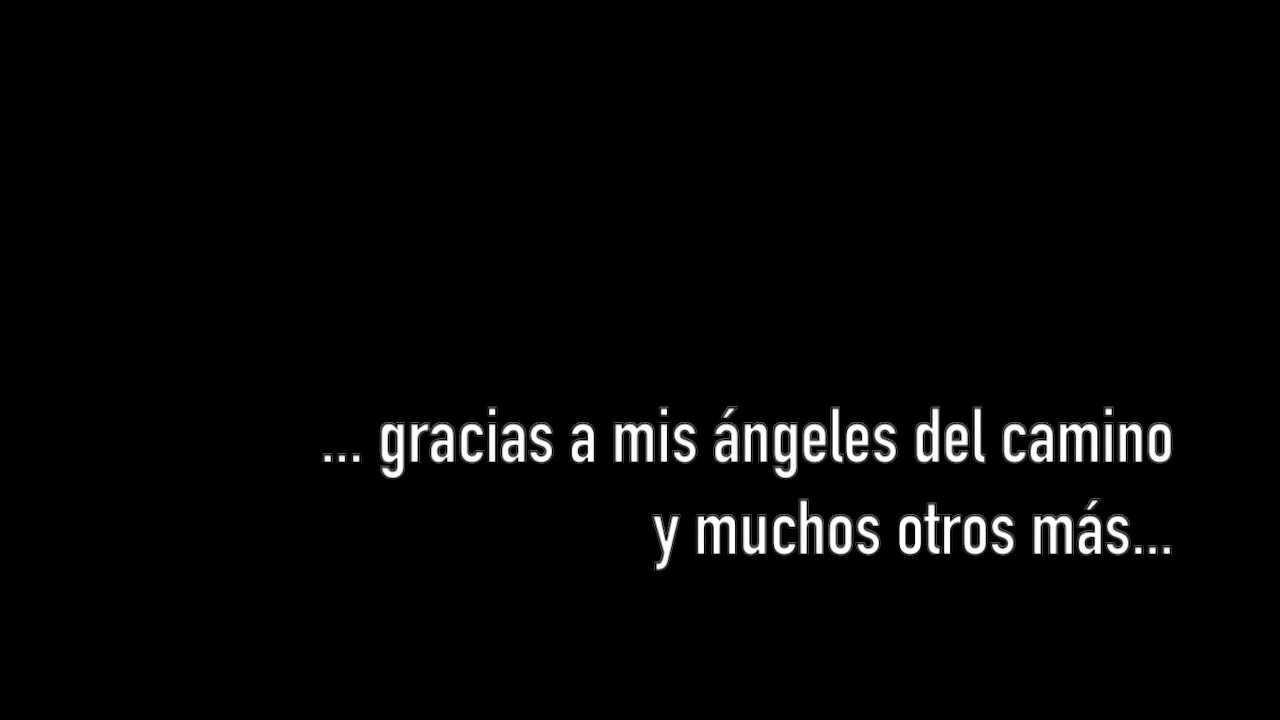 ... gracias a mis ángeles del camino
y muchos otros más...